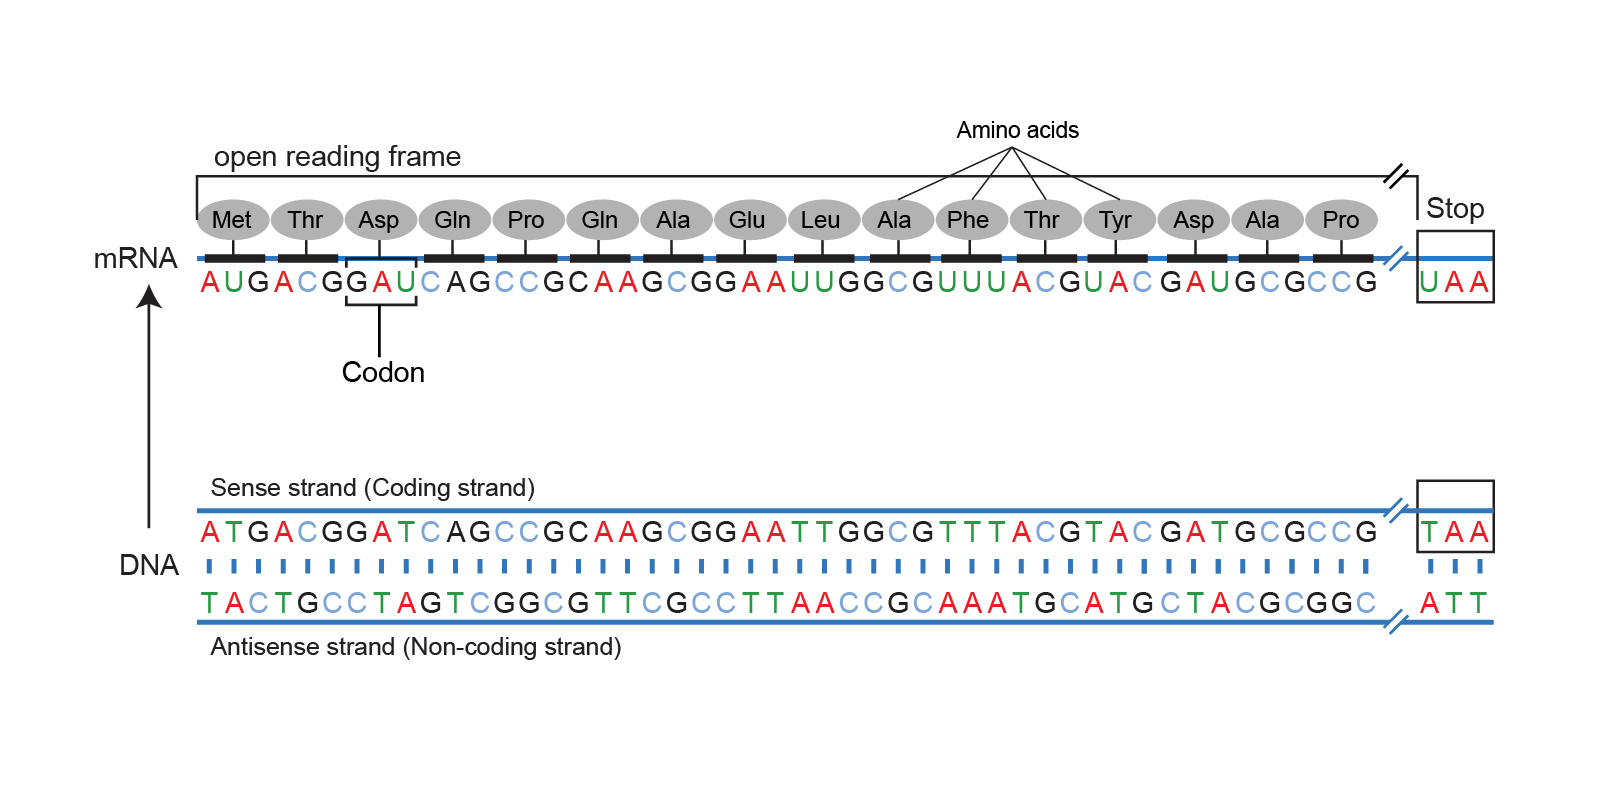 Amino acids
open reading frame
Met Thr Asp Gln Pro Gln Ala Glu Leu Ala Phe Thr Tyr Asp Ala Pro Stop
mRNA
AUGACGGAUCAGCCGCAAGCGGAAUUGGCGUUUACGUACGAUGCGCCG UAA
Codon
Sense strand (Coding strand)
ATGACGGATCAGCCGCAAGCGGAATTGGCGTTTACGTACGATGCGCCG TAA
DNA
TACTGCCTAGTCGGCGTTCGCCTTAACCGCAAATGCATGCTACGCGGC ATT
Antisense strand (Non-coding strand)